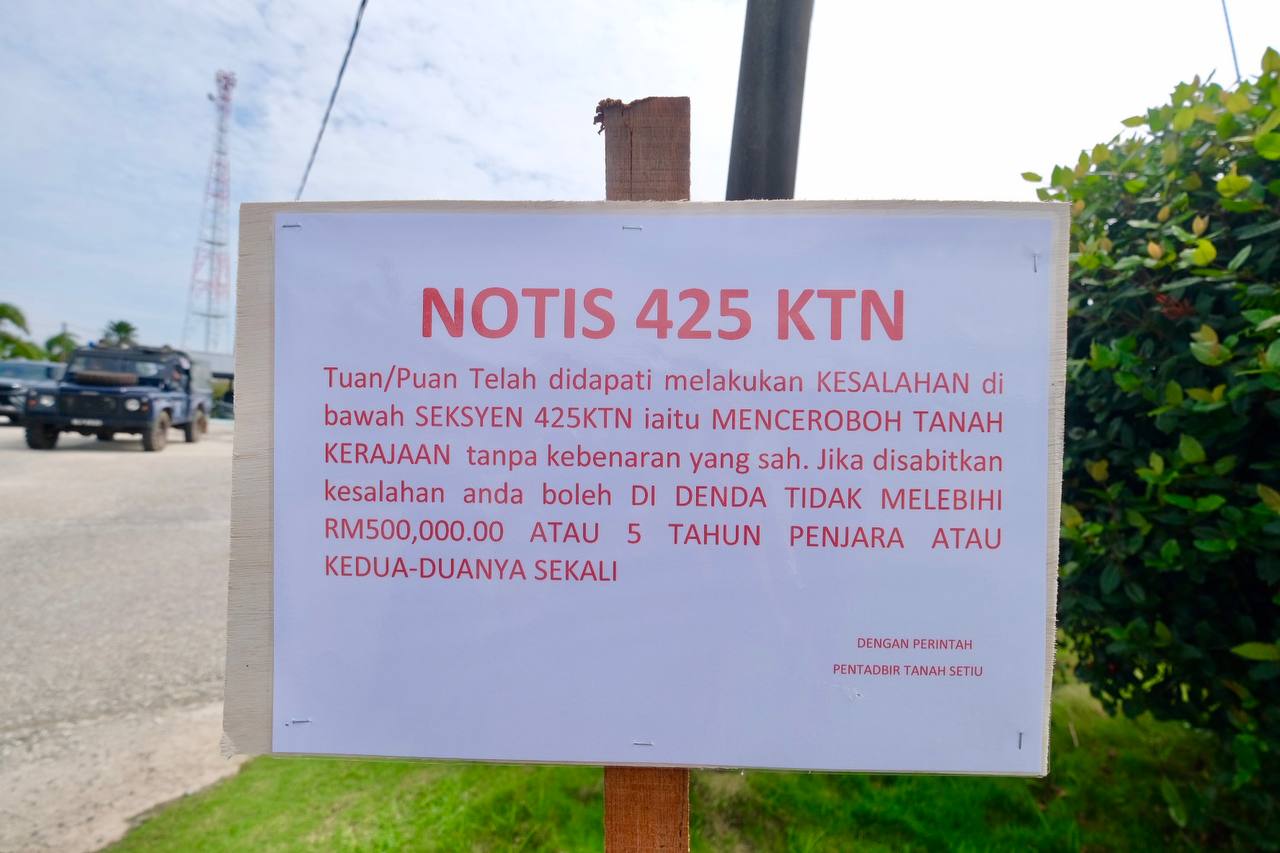 NOTIS 425 KTN
Tuan/Puan Telah didapati melakukan KESALAHAN di
bawah SEKSYEN 425KTN iaitu MENCEROBOH TANAH
KERAJAAN tanpa kebenaran yang sah. Jika disabitkan
kesalahan anda boleh DI DENDA TIDAK MELEBIHI
RM500,000.00 ATAU 5 TAHUN PENJARA ATAU
KEDUA-DUANYA SEKALI
DENGAN PERINTAH
PENTADBIR TANAH SETIU